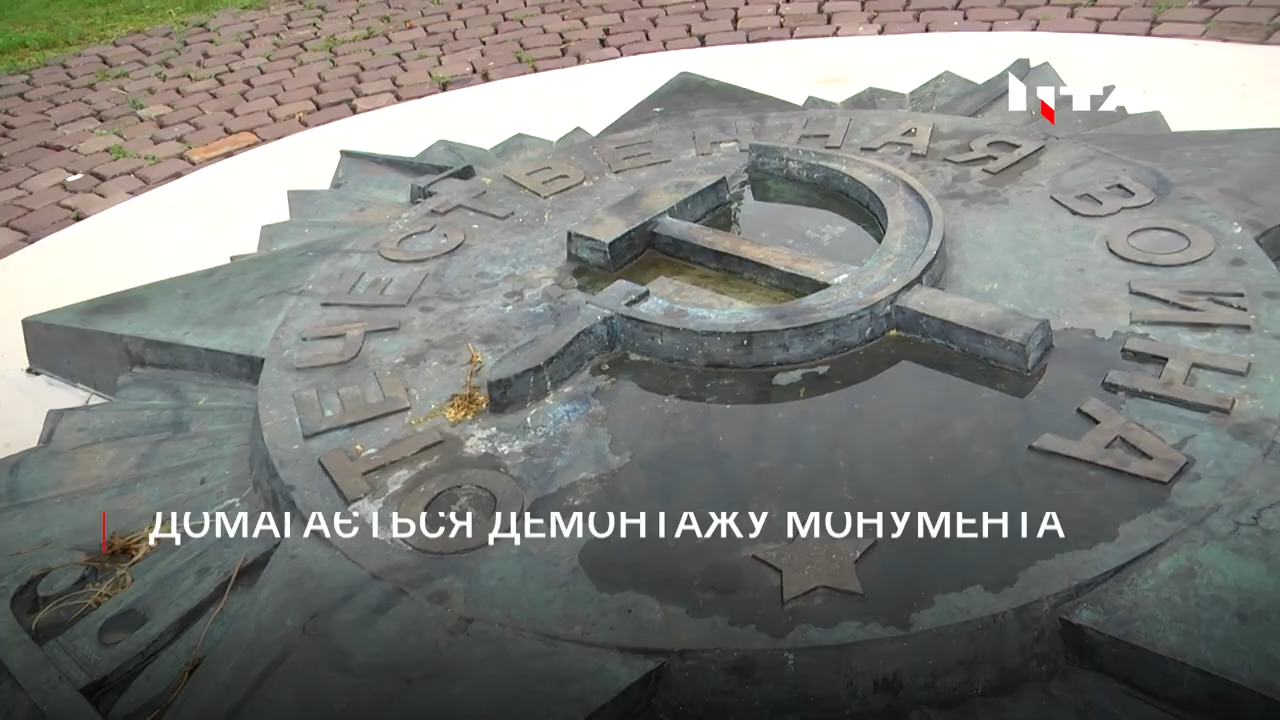 ОТЕЧЕСТВЕННАЯ ВОЙНА
ДОМАГАЄТЬСЯ ДЕМОНТАЖУ МОНУМЕНТА